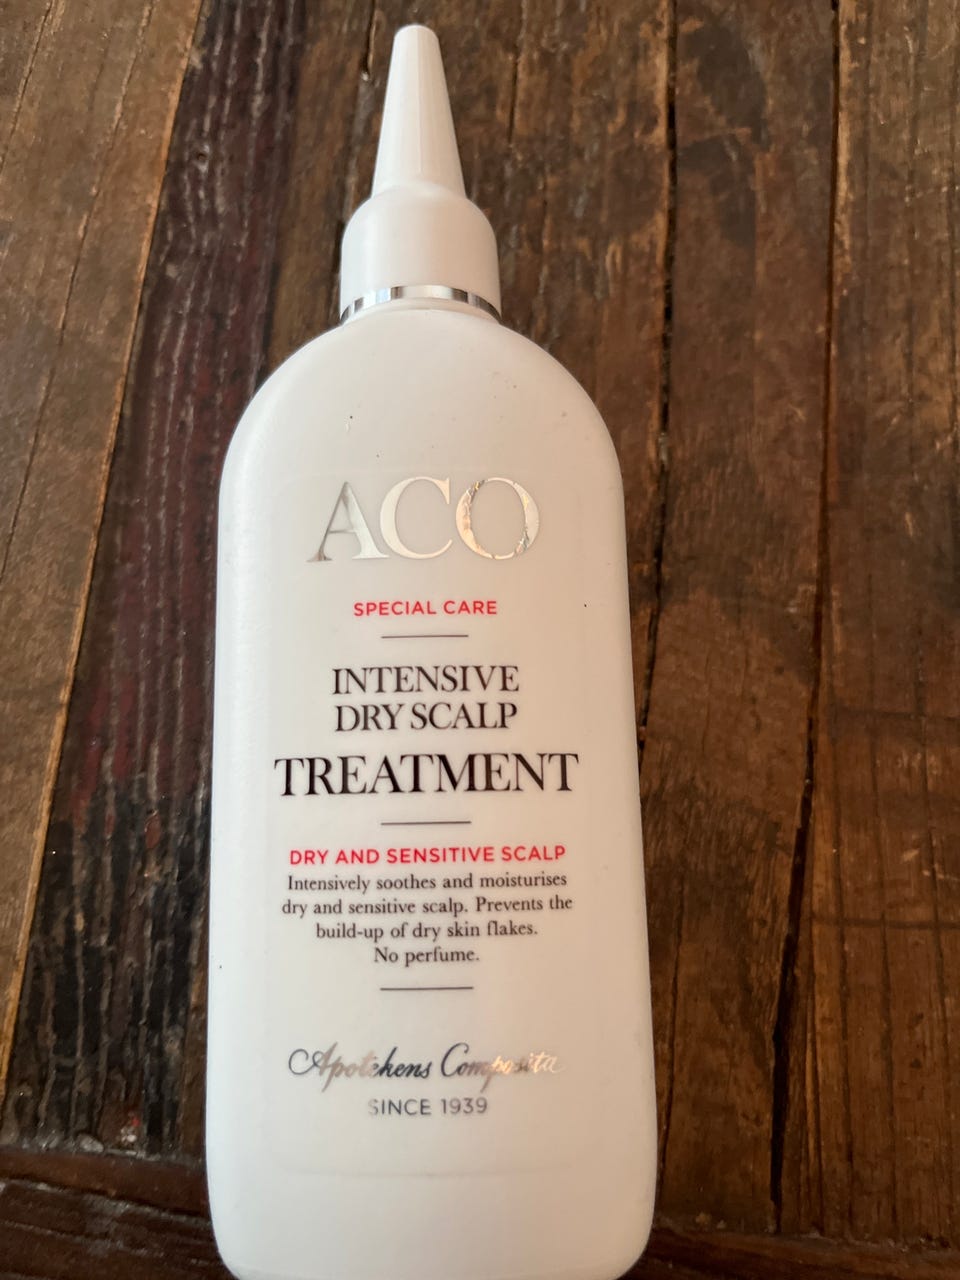 ACO
SPECIAL CARE
INTENSIVE
DRY SCALP
TREATMENT
DRY AND SENSITIVE SCALP
Intensively soothes and moisturises
dry and sensitive scalp. Prevents the
build-up of dry skin flakes.
No perfume.
Apotekens Composita
SINCE 1939